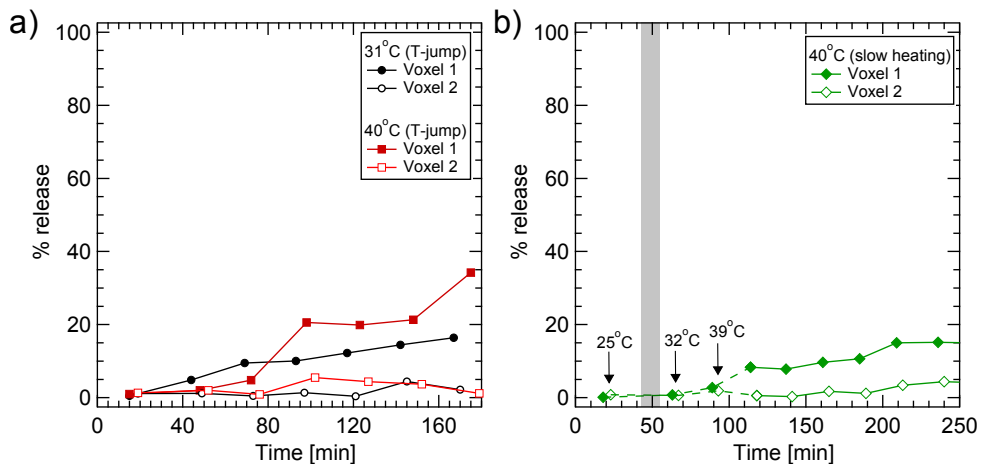 a)
% release
100
80
60
40
20
0
0
40
80
120
160
Time [min]
31°C (T-jump)
Voxel 1
Voxel 2
40°C (T-jump)
Voxel 1
Voxel 2
b)
% release
100
80
60
40
20
0
0
50
100
150
200
250
Time [min]
40°C (slow heating)
Voxel 1
Voxel 2
25°C
32°C
39°C